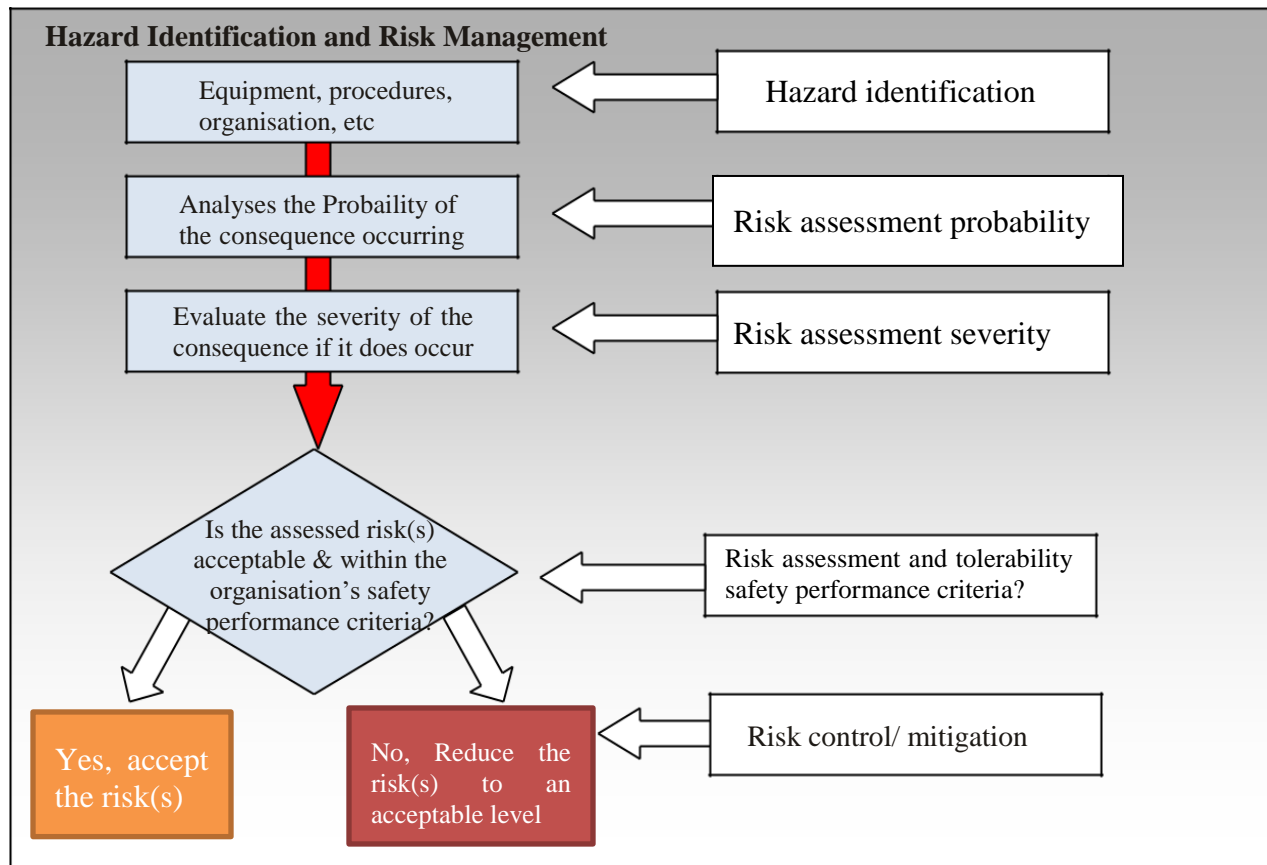 Hazard Identification and Risk Management
Equipment, procedures,
organisation, etc
Hazard identification
Analyses the Probaility of
the consequence occurring
Risk assessment probability
Evaluate the severity of the
consequence if it does occur
Risk assessment severity
Is the assessed risk(s)
acceptable & within the
organisation’s safety
performance criteria?
Risk assessment and tolerability
safety performance criteria?
Yes, accept
the risk(s)
No, Reduce the
risk(s) to an
acceptable level
Risk control/ mitigation